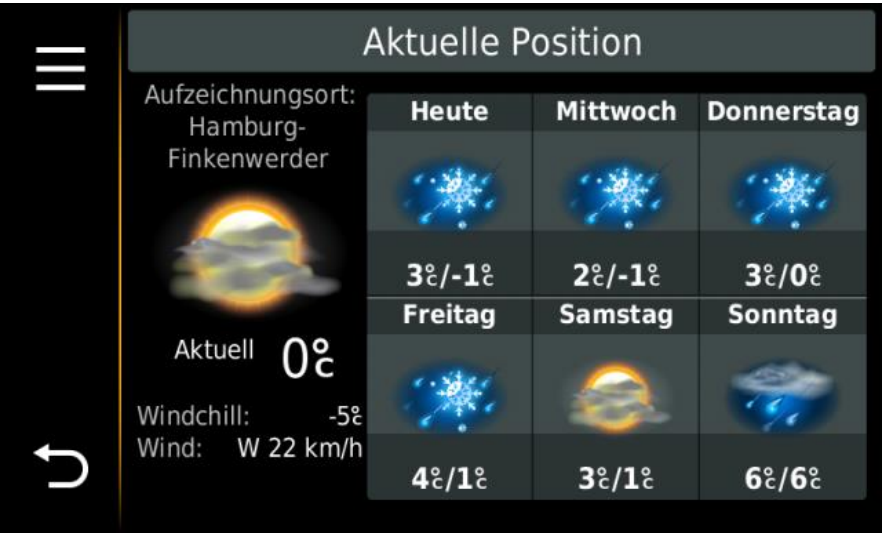 Aktuelle Position
Aufzeichnungsort:
Hamburg-
Finkenwerder
Aktuell 0°C
Windchill: -5°C
Wind: W 22 km/h
Heute Mittwoch Donnerstag
3°C/-1°C 2°C/-1°C 3°C/0°C
Freitag Samstag Sonntag
4°C/1°C 3°C/1°C 6°C/6°C